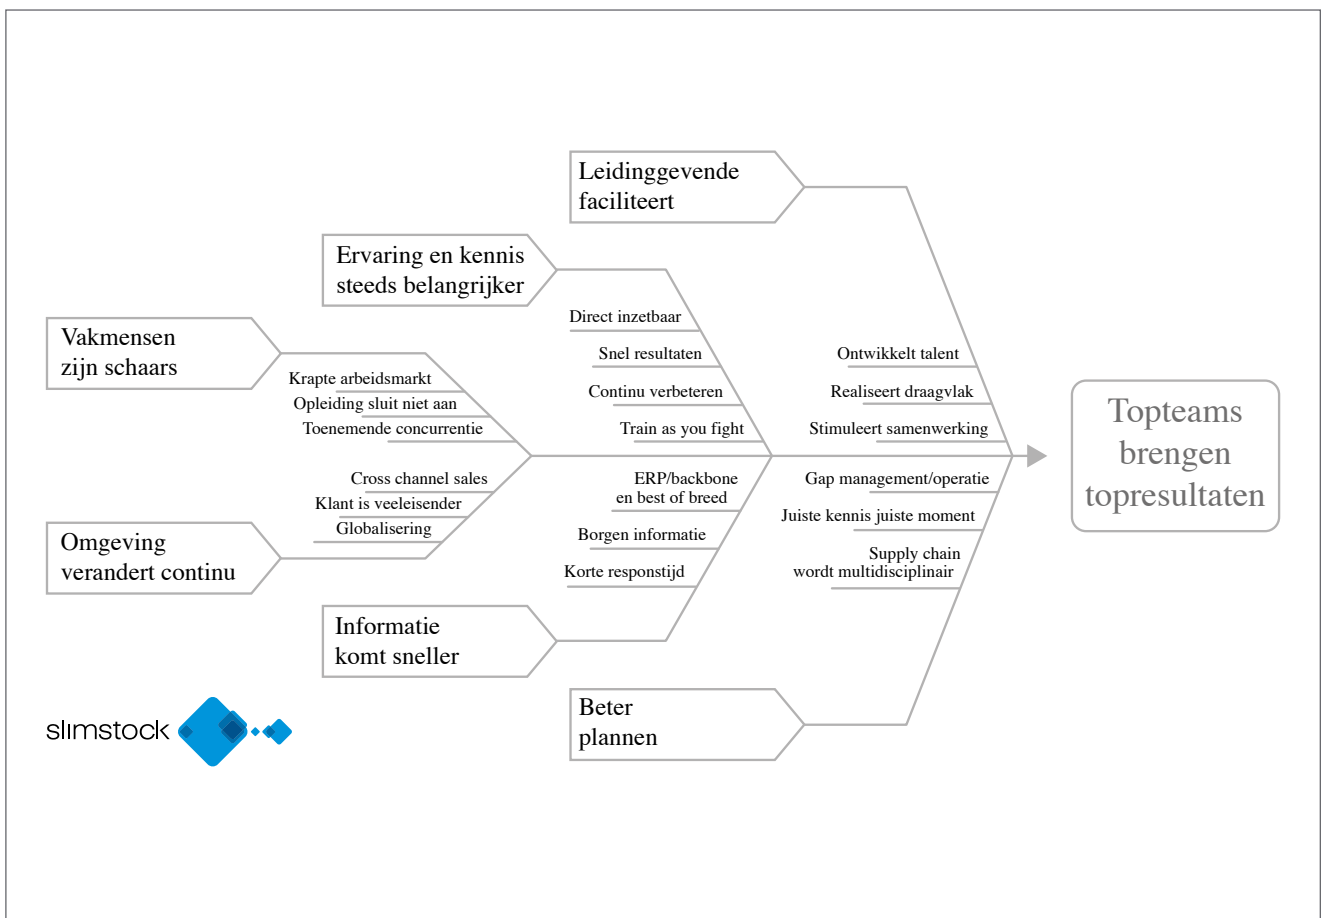 Leidinggevende
faciliteert
Ervaring en kennis
steeds belangrijker
Vakmensen
zijn schaars
Direct inzetbaar
Snel resultaten
Continu verbeteren
Train as you fight
Ontwikkelt talent
Realiseert draagvlak
Stimuleert samenwerking
Krapte arbeidsmarkt
Opleiding sluit niet aan
Toenemende concurrentie
Topteams
brengen
topresultaten
Cross channel sales
Klant is veeleisender
Globalisering
ERP/backbone
en best of breed
Borgen informatie
Korte responstijd
Gap management/operatie
Juiste kennis juiste moment
Supply chain
wordt multidisciplinair
Omgeving
verandert continu
Informatie
komt sneller
Beter
plannen
slimstock